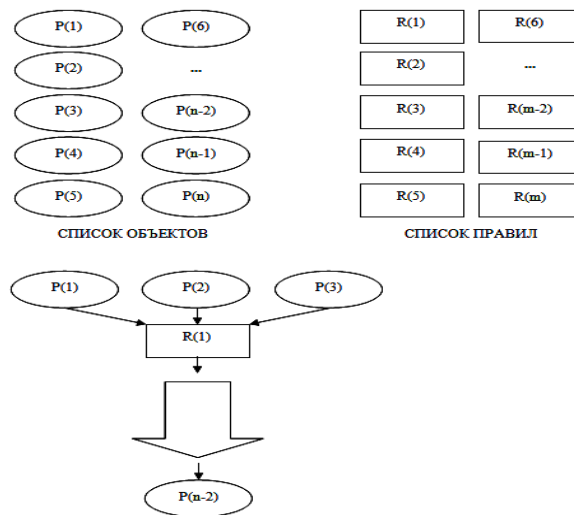 P(1) P(6) R(1) R(6)
P(2) --- R(2) ---
P(3) P(n-2) R(3) R(m-2)
P(4) P(n-1) R(4) R(m-1)
P(5) P(n) R(5) R(m)
СПИСОК ОБЪЕКТОВ СПИСОК ПРАВИЛ
P(1) P(2) P(3)
R(1)
P(n-2)